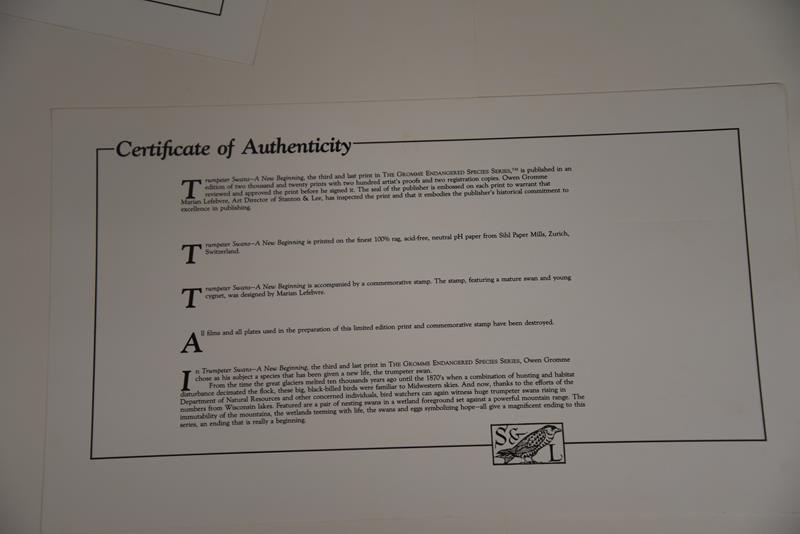 Certificate of Authenticity
Trumpeter Swans—A New Beginning, the third and last print in THE GROMME ENDANGERED SPECIES SERIES,™ is published in an
edition of two thousand and twenty prints with two hundred artist's proofs and two registration copies. Owen Gromme
reviewed and approved the print before he signed it. The seal of the publisher is embossed on each print to warrant that
Marian Lefebvre, Art Director of Stanton & Lee, has inspected the print and that it embodies the publisher's historical commitment to
excellence in publishing.
Trumpeter Swans—A New Beginning is printed on the finest 100% rag, acid-free, neutral pH paper from Sihl Paper Mills, Zurich,
Switzerland.
Trumpeter Swans—A New Beginning is accompanied by a commemorative stamp. The stamp, featuring a mature swan and young
cygnet, was designed by Marian Lefebvre.
All films and all plates used in the preparation of this limited edition print and commemorative stamp have been destroyed.
In Trumpeter Swans—A New Beginning, the third and last print in THE GROMME ENDANGERED SPECIES SERIES, Owen Gromme
chose as his subject a species that has been given a new life, the trumpeter swan.
From the time the great glaciers melted ten thousands years ago until the 1870's when a combination of hunting and habitat
disturbance decimated the flock, these big, black-billed birds were familiar to Midwestern skies. And now, thanks to the efforts of the
Department of Natural Resources and other concerned individuals, bird watchers can again witness huge trumpeter swans rising in
numbers from Wisconsin lakes. Featured are a pair of nesting swans in a wetland foreground set against a powerful mountain range. The
immutability of the mountains, the wetlands teeming with life, the swans and eggs symbolizing hope—all give a magnificent ending to this
series, an ending that is really a beginning.
S&
L